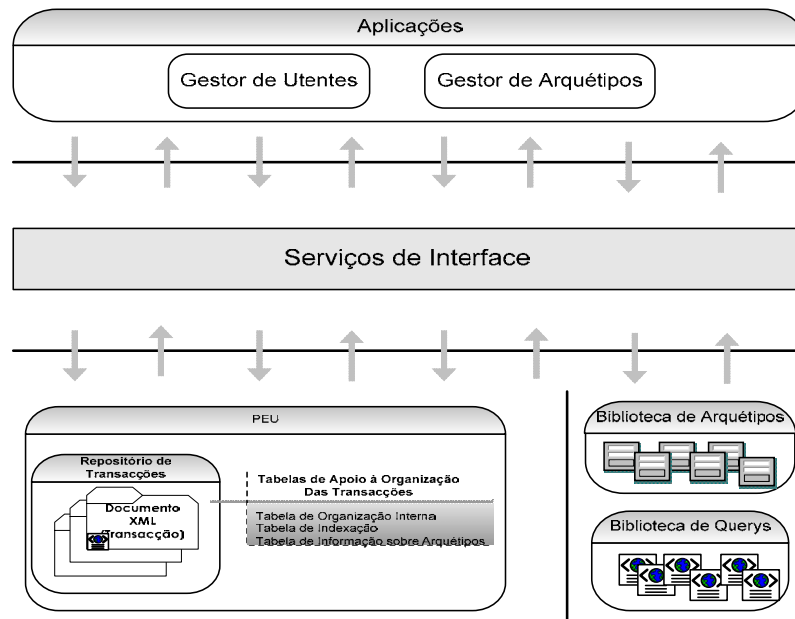 Aplicações
Gestor de Utentes
Gestor de Arquétipos
Serviços de Interface
PEU
Repositório de
Transacções
Documento
XML
(Transacção)
Tabelas de Apoio à Organização
Das Transacções
Tabela de Organização Interna
Tabela de Indexação
Tabela de Informação sobre Arquétipos
Biblioteca de Arquétipos
Biblioteca de Querys